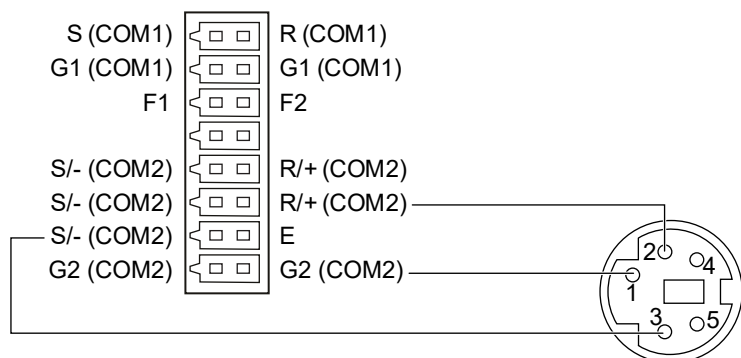 S (COM1) R (COM1)
G1 (COM1) G1 (COM1)
F1 F2
S/- (COM2) R/+ (COM2)
S/- (COM2) R/+ (COM2)
S/- (COM2) E
G2 (COM2) G2 (COM2)
2
4
1
3
5